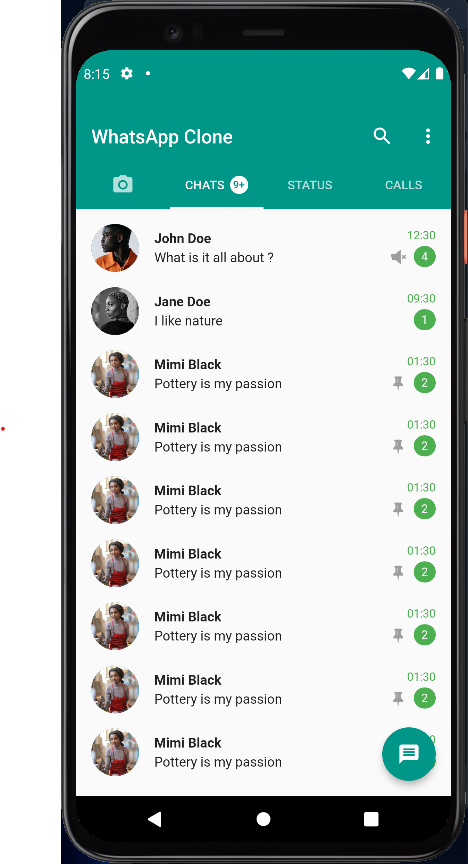 8:15
WhatsApp Clone
CHATS 9+ STATUS CALLS
John Doe 12:30
What is it all about ? 4
Jane Doe 09:30
I like nature 1
Mimi Black 01:30
Pottery is my passion 2
Mimi Black 01:30
Pottery is my passion 2
Mimi Black 01:30
Pottery is my passion 2
Mimi Black 01:30
Pottery is my passion 2
Mimi Black 01:30
Pottery is my passion 2
Mimi Black 01:30
Pottery is my passion 2
Mimi Black
Pottery is my passion